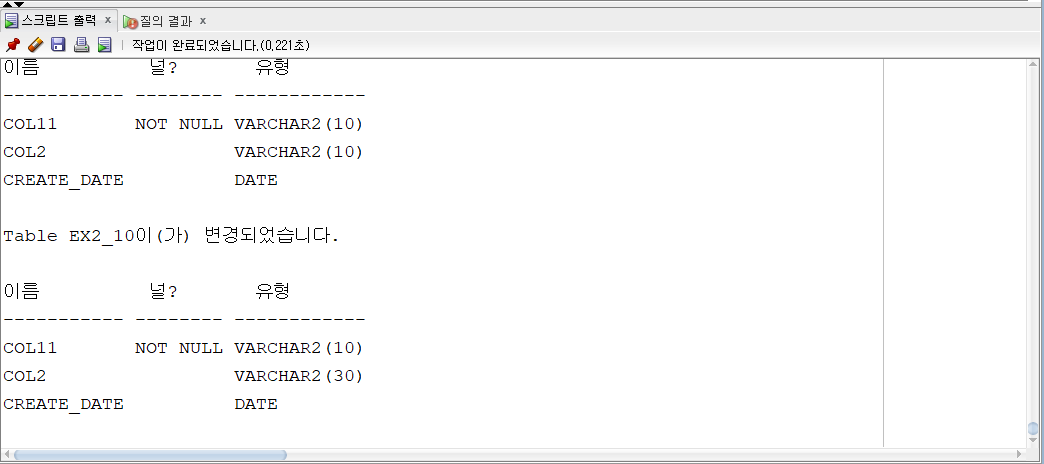 스크립트 출력 x 질의 결과 x
작업이 완료되었습니다.(0,221초)
이름 널? 유형
----------- -------- ------------
COL11 NOT NULL VARCHAR2(10)
COL2 VARCHAR2(10)
CREATE_DATE DATE
Table EX2_10이(가) 변경되었습니다.
이름 널? 유형
----------- -------- ------------
COL11 NOT NULL VARCHAR2(10)
COL2 VARCHAR2(30)
CREATE_DATE DATE